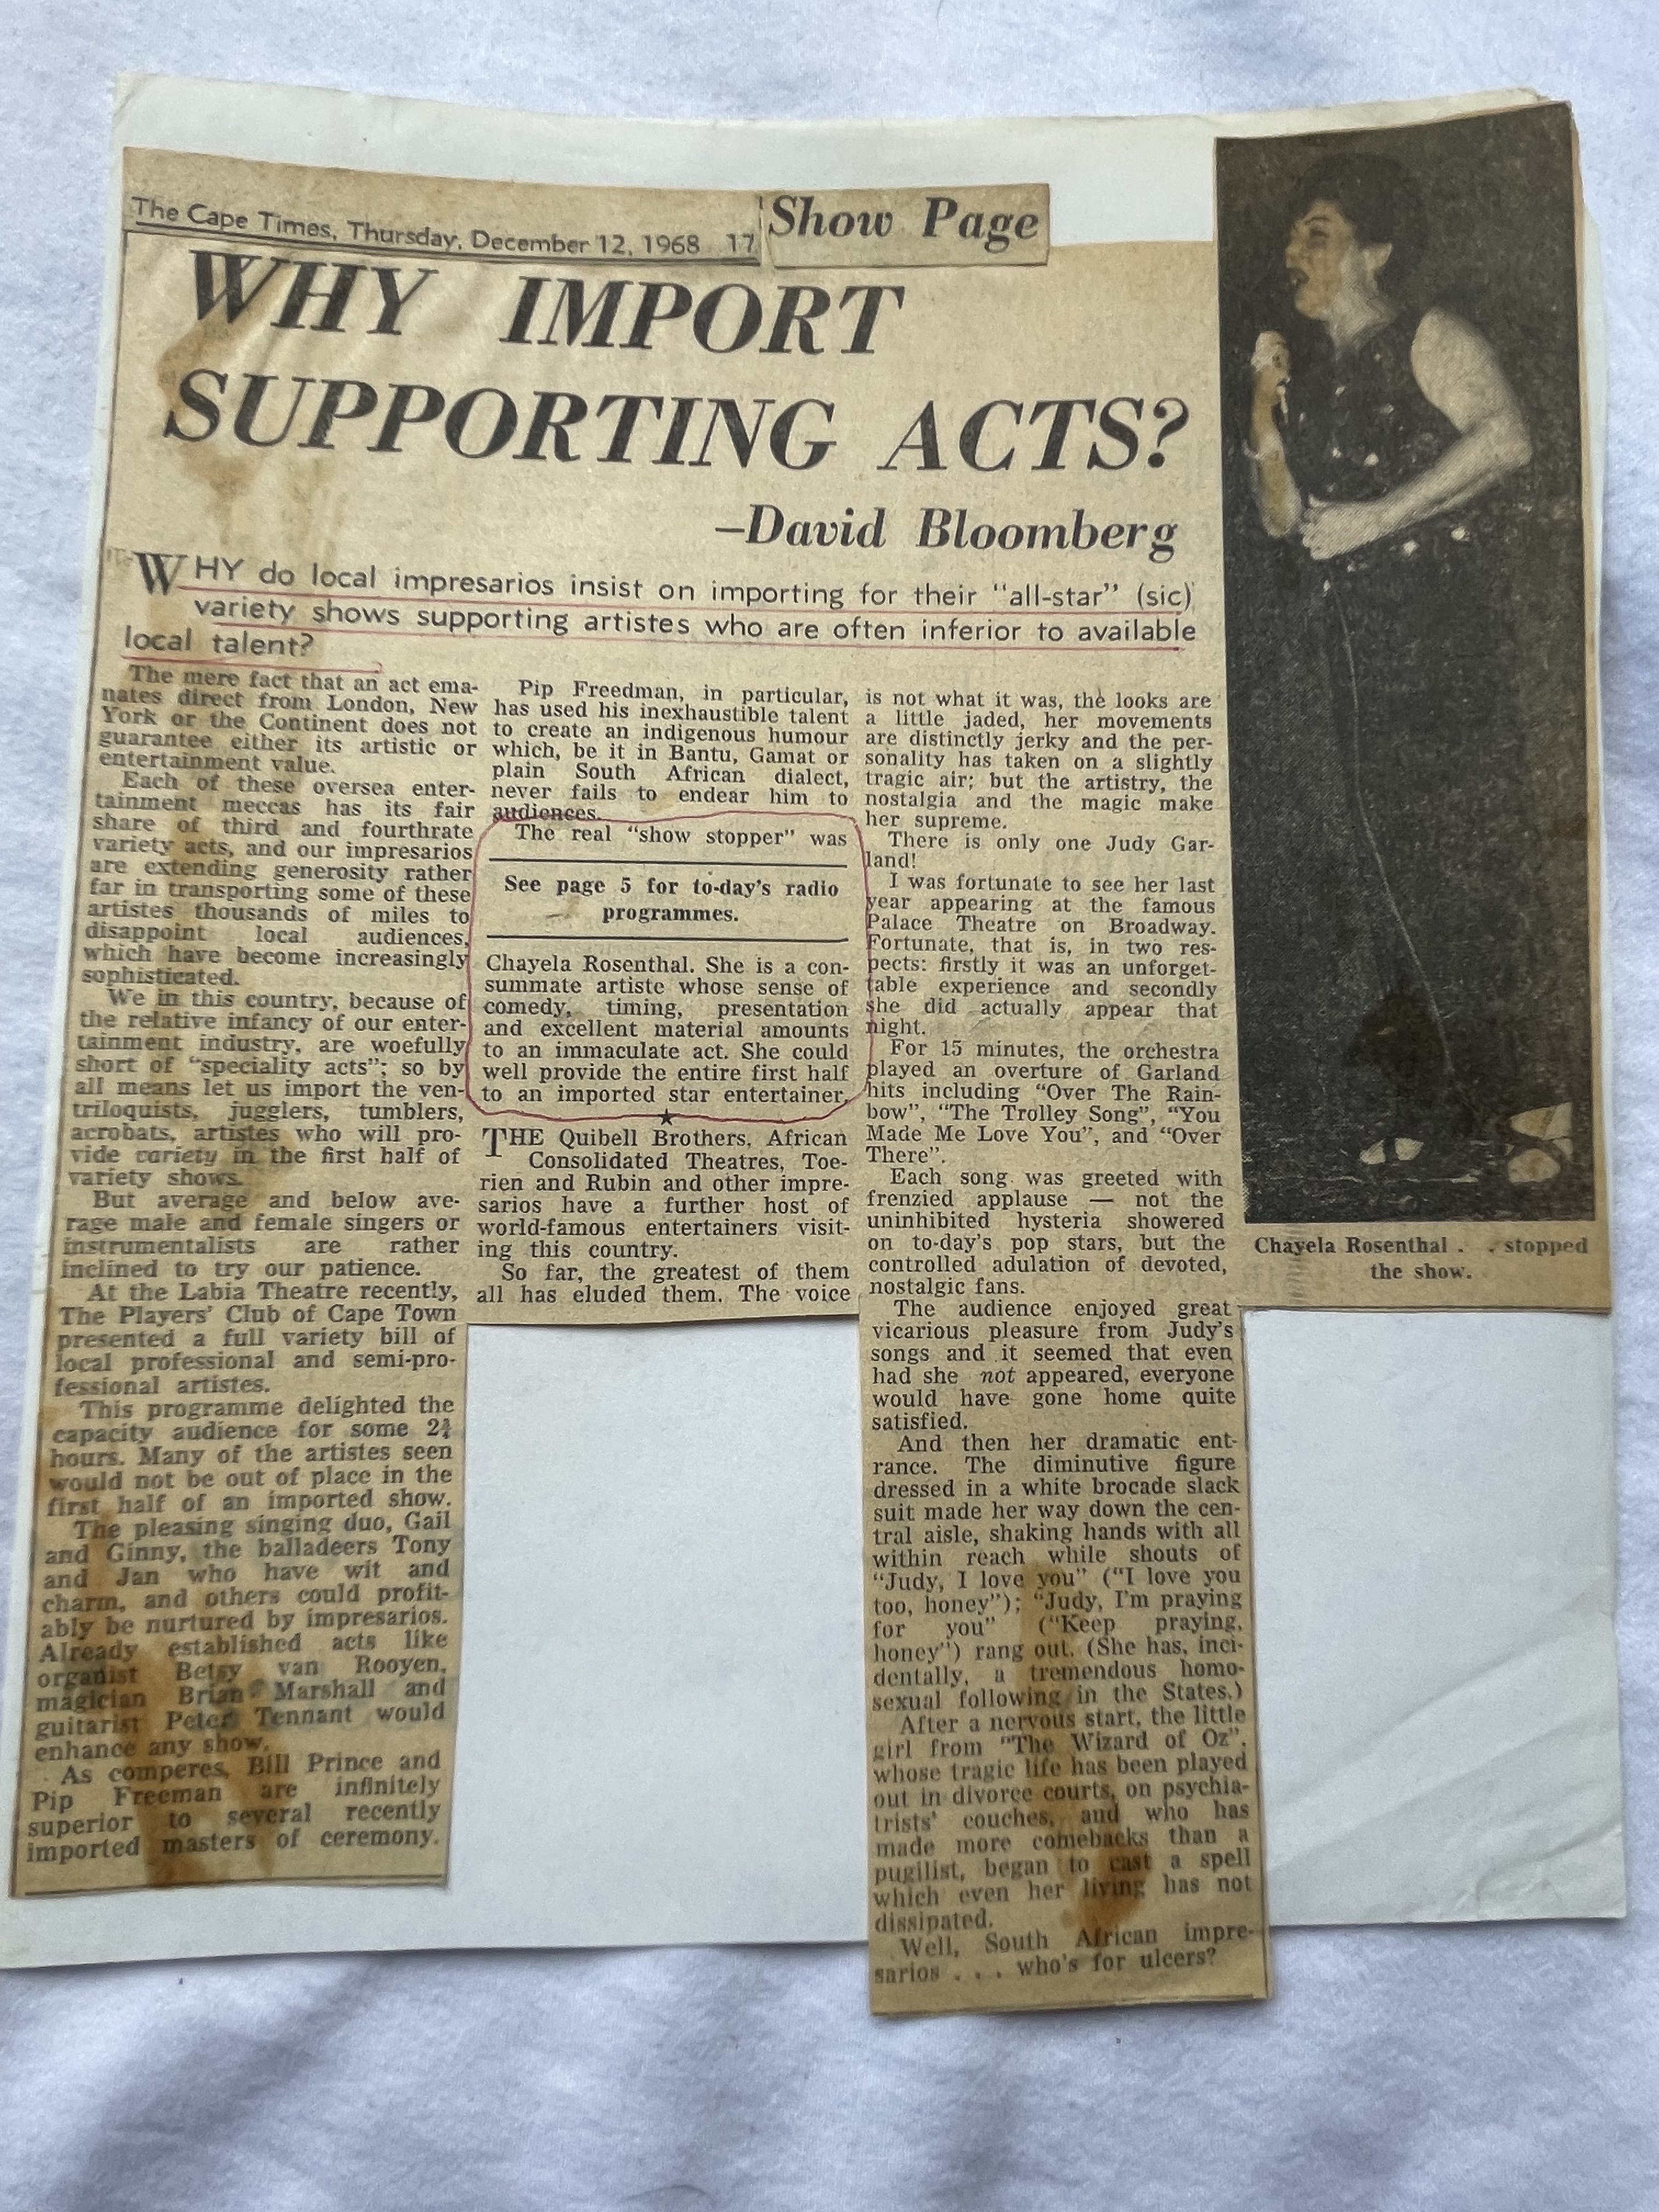 The Cape Times, Thursday, December 12, 1968 17
Show Page
WHY IMPORT
SUPPORTING ACTS?
—David Bloomberg
WHY do local impresarios insist on importing for their "all-star" (sic)
variety shows supporting artistes who are often inferior to available
local talent?
The mere fact that an act ema-
nates direct from London, New
York or the Continent does not
guarantee either its artistic or
entertainment value.
Each of these oversea enter-
tainment meccas has its fair
share of third and fourthrate
variety acts, and our impresarios
are extending generosity rather
far in transporting some of these
artistes thousands of miles to
disappoint local audiences,
which have become increasingly
sophisticated.
We in this country, because of
the relative infancy of our enter-
tainment industry, are woefully
short of "speciality acts"; so by
all means let us import the ven-
triloquists, jugglers, tumblers,
acrobats, artistes who will pro-
vide variety in the first half of
variety shows.
But average and below ave-
rage male and female singers or
instrumentalists are rather
inclined to try our patience.
At the Labia Theatre recently,
The Players' Club of Cape Town
presented a full variety bill of
local professional and semi-pro-
fessional artistes.
This programme delighted the
capacity audience for some 2¾
hours. Many of the artistes seen
would not be out of place in the
first half of an imported show.
The pleasing singing duo, Gail
and Ginny, the balladeers Tony
and Jan who have wit and
charm, and others could profit-
ably be nurtured by impresarios.
Already established acts like
organist Betsy van Rooyen,
magician Brian Marshall and
guitarist Peter Tennant would
enhance any show.
As comperes, Bill Prince and
Pip Freeman are infinitely
superior to several recently
imported masters of ceremony.
Pip Freedman, in particular,
has used his inexhaustible talent
to create an indigenous humour
which, be it in Bantu, Gamat or
plain South African dialect,
never fails to endear him to
audiences.
The real "show stopper" was
See page 5 for to-day's radio
programmes.
Chayela Rosenthal. She is a con-
summate artiste whose sense of
comedy, timing, presentation
and excellent material amounts
to an immaculate act. She could
well provide the entire first half
to an imported star entertainer.
★
THE Quibell Brothers, African
Consolidated Theatres, Toe-
rien and Rubin and other impre-
sarios have a further host of
world-famous entertainers visit-
ing this country.
So far, the greatest of them
all has eluded them. The voice
is not what it was, the looks are
a little jaded, her movements
are distinctly jerky and the per-
sonality has taken on a slightly
tragic air; but the artistry, the
nostalgia and the magic make
her supreme.
There is only one Judy Gar-
land!
I was fortunate to see her last
year appearing at the famous
Palace Theatre on Broadway.
Fortunate, that is, in two res-
pects: firstly it was an unforget-
table experience and secondly
she did actually appear that
night.
For 15 minutes, the orchestra
played an overture of Garland
hits including "Over The Rain-
bow", "The Trolley Song", "You
Made Me Love You", and "Over
There".
Each song was greeted with
frenzied applause — not the
uninhibited hysteria showered
on to-day's pop stars, but the
controlled adulation of devoted,
nostalgic fans.
The audience enjoyed great
vicarious pleasure from Judy's
songs and it seemed that even
had she not appeared, everyone
would have gone home quite
satisfied.
And then her dramatic ent-
rance. The diminutive figure
dressed in a white brocade slack
suit made her way down the cen-
tral aisle, shaking hands with all
within reach while shouts of
"Judy, I love you" ("I love you
too, honey"); "Judy, I'm praying
for you" ("Keep praying,
honey") rang out. (She has, inci-
dentally, a tremendous homo-
sexual following in the States.)
After a nervous start, the little
girl from "The Wizard of Oz",
whose tragic life has been played
out in divorce courts, on psychia-
trists' couches, and who has
made more comebacks than a
pugilist, began to cast a spell
which even her living has not
dissipated.
Well, South African impre-
sarios . . . who's for ulcers?
Chayela Rosenthal . . stopped
the show.